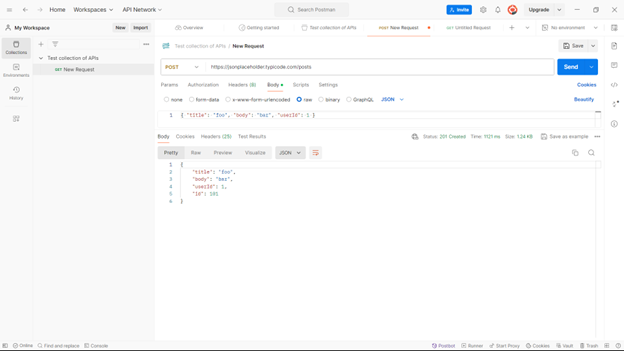 Home Workspaces API Network Search Postman Invite Upgrade
My Workspace New Import Overview Getting started Test collection of APIs POST New Request GET Untitled Request No environment
Collections
Environments
History
Test collection of APIs
GET New Request
Test collection of APIs / New Request Save
POST https://jsonplaceholder.typicode.com/posts Send
Params Authorization Headers (8) Body Scripts Settings Cookies
none form-data x-www-form-urlencoded raw binary GraphQL JSON Beautify
1 { "title": "foo", "body": "bar", "userId": 1 }
Body Cookies Headers (25) Test Results Status: 201 Created Time: 1121 ms Size: 1.24 KB Save as example
Pretty Raw Preview Visualize JSON
1 {
2 "title": "foo",
3 "body": "bar",
4 "userId": 1,
5 "id": 101
6 }
Online Find and replace Console Postbot Runner Start Proxy Cookies Vault Trash